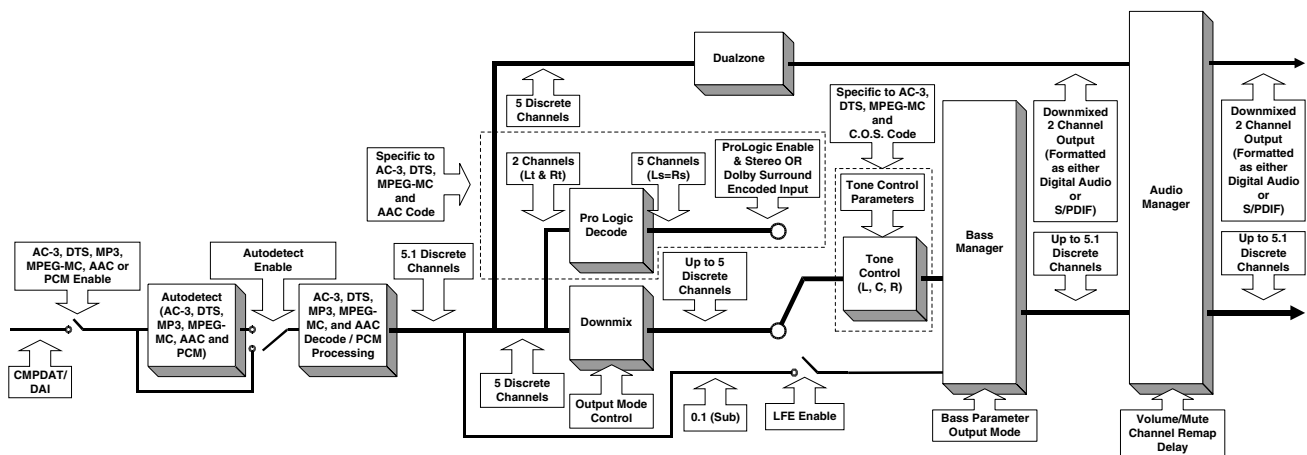 Dualzone
5 Discrete
Channels
Specific to AC-3,
DTS, MPEG-MC
and
C.O.S. Code
Downmixed
2 Channel
Output
(Formatted
as either
Digital Audio
or
S/PDIF)
Downmixed
2 Channel
Output
(Formatted
as either
Digital Audio
or
S/PDIF)
Specific to
AC-3, DTS,
MPEG-MC
and
AAC Code
2 Channels
(Lt & Rt)
5 Channels
(Ls=Rs)
ProLogic Enable
& Stereo OR
Dolby Surround
Encoded Input
Tone Control
Parameters
Pro Logic
Decode
Bass
Manager
Audio
Manager
AC-3, DTS, MP3,
MPEG-MC, AAC or
PCM Enable
Autodetect
Enable
5.1 Discrete
Channels
Up to 5
Discrete
Channels
Tone
Control
(L, C, R)
Up to 5.1
Discrete
Channels
Up to 5.1
Discrete
Channels
Autodetect
(AC-3, DTS,
MP3, MPEG-
MC, AAC and
PCM)
AC-3, DTS,
MP3, MPEG-
MC, and AAC
Decode / PCM
Processing
Downmix
CMPDAT/
DAI
5 Discrete
Channels
Output Mode
Control
0.1 (Sub)
LFE Enable
Bass Parameter
Output Mode
Volume/Mute
Channel Remap
Delay